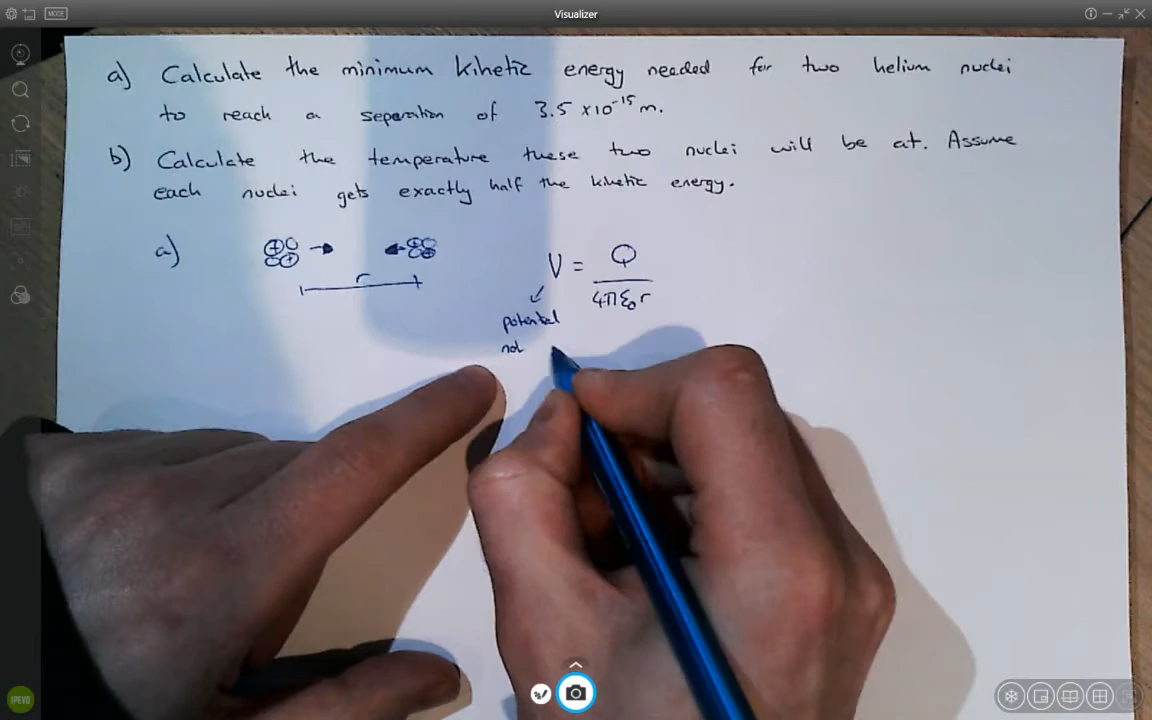 MODE
Visualizer
a) Calculate the minimum kinetic energy needed for two helium nuclei
to reach a separation of 3.5 x10⁻¹⁵ m.
b) Calculate the temperature these two nuclei will be at. Assume
each nuclei gets exactly half the kinetic energy.
a)
r
V = Q / 4πε₀r
potential
not
IPEVO